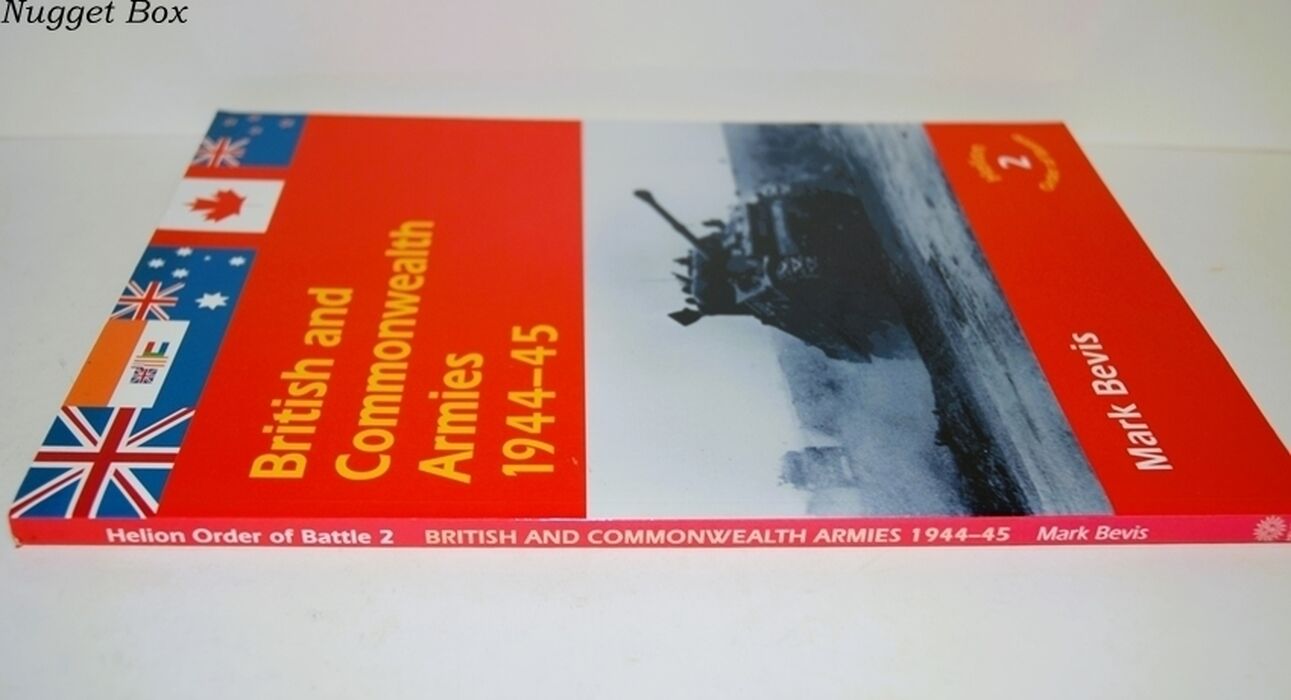 Nugget Box
British and
Commonwealth
Armies
1944–45
2
Mark Bevis
Helion Order of Battle 2 BRITISH AND COMMONWEALTH ARMIES 1944–45 Mark Bevis